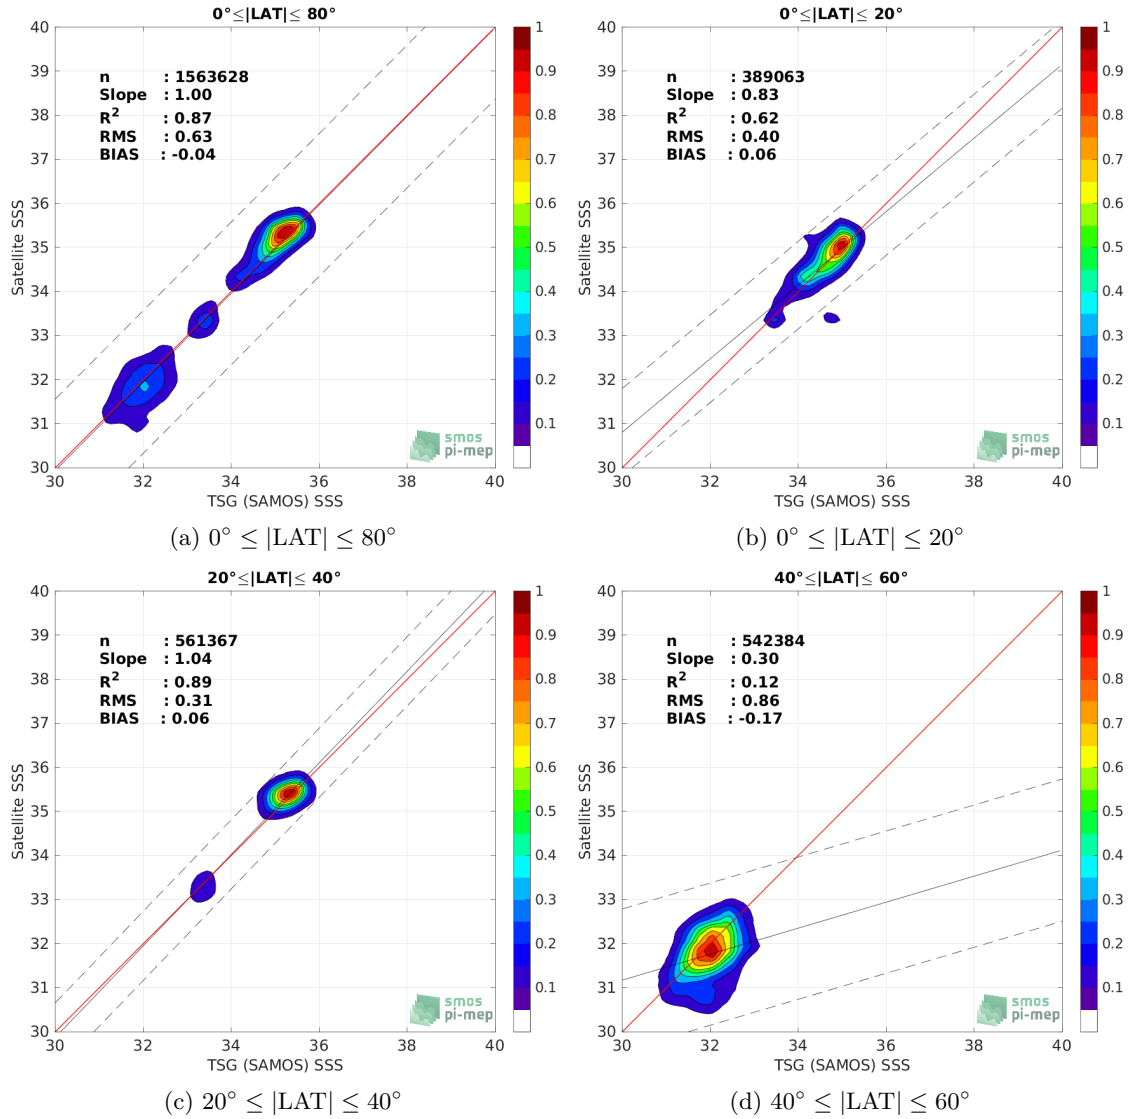 0°≤|LAT|≤ 80°
n : 1563628
Slope : 1.00
R² : 0.87
RMS : 0.63
BIAS : -0.04
40
39
38
37
36
35
34
33
32
31
30
Satellite SSS
30 32 34 36 38 40
TSG (SAMOS) SSS
1
0.9
0.8
0.7
0.6
0.5
0.4
0.3
0.2
0.1
smos
pi-mep
(a) 0° ≤ |LAT| ≤ 80°
0°≤|LAT|≤ 20°
n : 389063
Slope : 0.83
R² : 0.62
RMS : 0.40
BIAS : 0.06
40
39
38
37
36
35
34
33
32
31
30
Satellite SSS
30 32 34 36 38 40
TSG (SAMOS) SSS
1
0.9
0.8
0.7
0.6
0.5
0.4
0.3
0.2
0.1
smos
pi-mep
(b) 0° ≤ |LAT| ≤ 20°
20°≤|LAT|≤ 40°
n : 561367
Slope : 1.04
R² : 0.89
RMS : 0.31
BIAS : 0.06
40
39
38
37
36
35
34
33
32
31
30
Satellite SSS
30 32 34 36 38 40
TSG (SAMOS) SSS
1
0.9
0.8
0.7
0.6
0.5
0.4
0.3
0.2
0.1
smos
pi-mep
(c) 20° ≤ |LAT| ≤ 40°
40°≤|LAT|≤ 60°
n : 542384
Slope : 0.30
R² : 0.12
RMS : 0.86
BIAS : -0.17
40
39
38
37
36
35
34
33
32
31
30
Satellite SSS
30 32 34 36 38 40
TSG (SAMOS) SSS
1
0.9
0.8
0.7
0.6
0.5
0.4
0.3
0.2
0.1
smos
pi-mep
(d) 40° ≤ |LAT| ≤ 60°